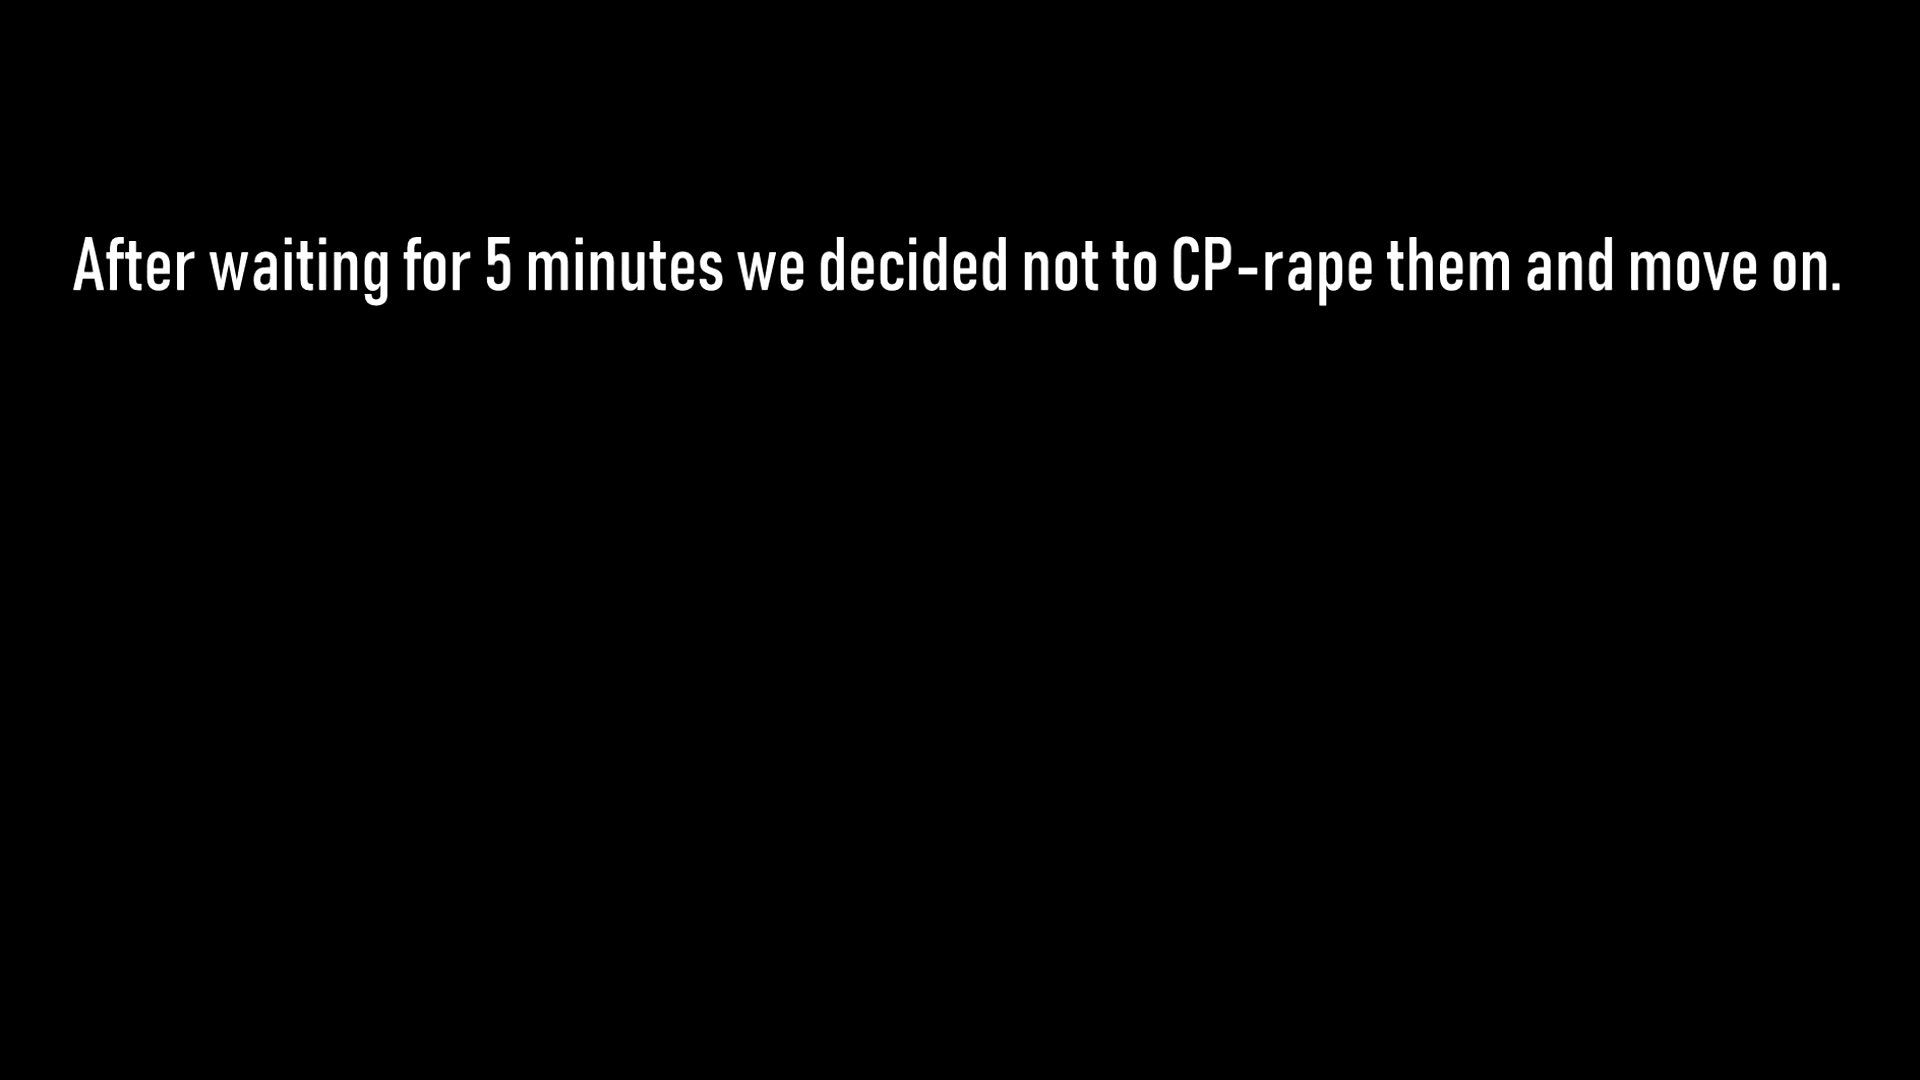 After waiting for 5 minutes we decided not to CP-rape them and move on.